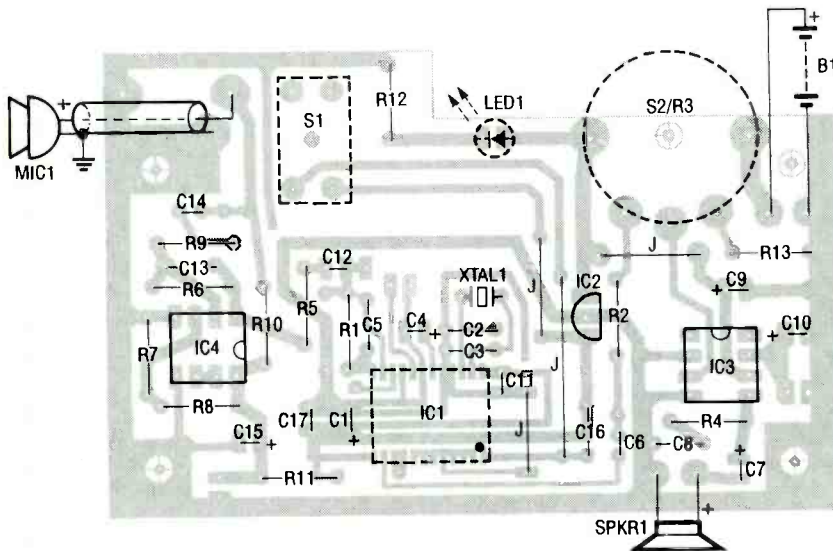 +
B1
S2/R3
LED1
R12
S1
+
MIC1
C14
R9
C12
J
R13
C13
IC2
XTAL1
R6
C9
+
R5
J
R10
R1
C5
C4
+
C2
R2
C10
+
R7
IC4
C3
IC3
J
C11
R8
IC1
R4
C17
C1
+
J
C16
C6
C8
C15
+
+
C7
R11
SPKR1
+